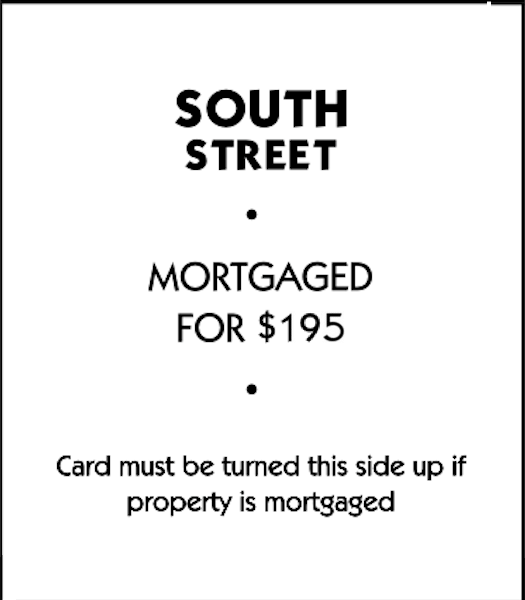 SOUTH
STREET
•
MORTGAGED
FOR $195
•
Card must be turned this side up if
property is mortgaged